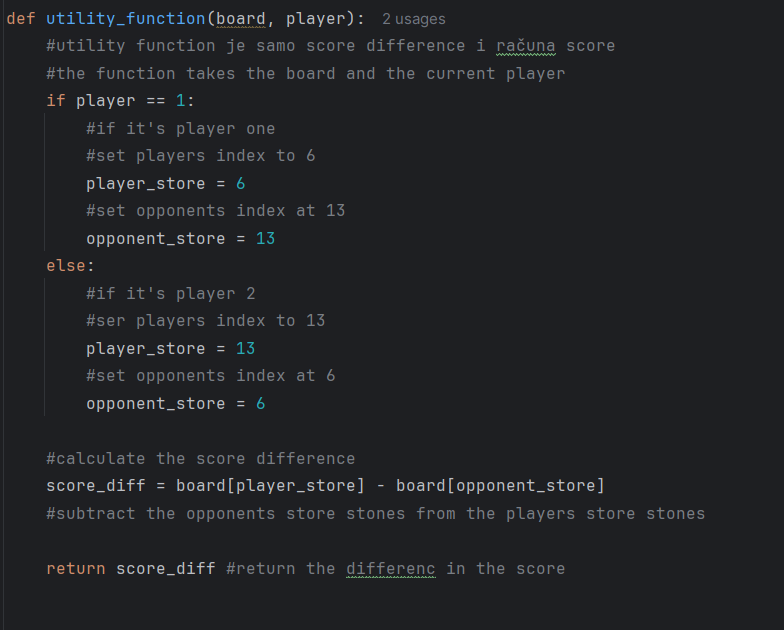 def utility_function(board, player):  2 usages
    #utility function je samo score difference i računa score
    #the function takes the board and the current player
    if player == 1:
        #if it's player one
        #set players index to 6
        player_store = 6
        #set opponents index at 13
        opponent_store = 13
    else:
        #if it's player 2
        #ser players index to 13
        player_store = 13
        #set opponents index at 6
        opponent_store = 6

    #calculate the score difference
    score_diff = board[player_store] - board[opponent_store]
    #subtract the opponents store stones from the players store stones

    return score_diff #return the differenc in the score